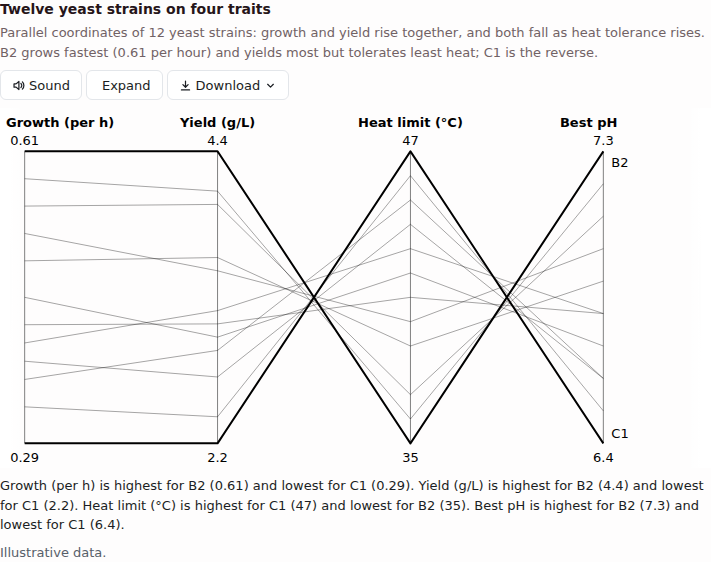 Twelve yeast strains on four traits
Parallel coordinates of 12 yeast strains: growth and yield rise together, and both fall as heat tolerance rises.
B2 grows fastest (0.61 per hour) and yields most but tolerates least heat; C1 is the reverse.
Sound Expand Download
Growth (per h) Yield (g/L) Heat limit (°C) Best pH
0.61 4.4 47 7.3
B2
C1
0.29 2.2 35 6.4
Growth (per h) is highest for B2 (0.61) and lowest for C1 (0.29). Yield (g/L) is highest for B2 (4.4) and lowest
for C1 (2.2). Heat limit (°C) is highest for C1 (47) and lowest for B2 (35). Best pH is highest for B2 (7.3) and
lowest for C1 (6.4).
Illustrative data.